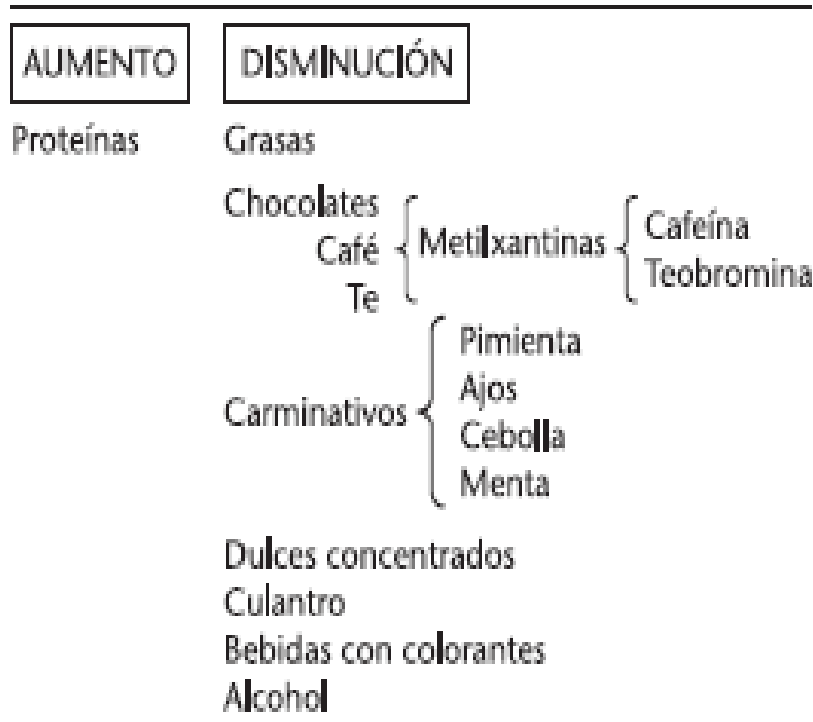 AUMENTO DISMINUCIÓN
Proteínas Grasas
Chocolates
Café
Te
Metilxantinas
Cafeína
Teobromina
Carminativos
Pimienta
Ajos
Cebolla
Menta
Dulces concentrados
Culantro
Bebidas con colorantes
Alcohol